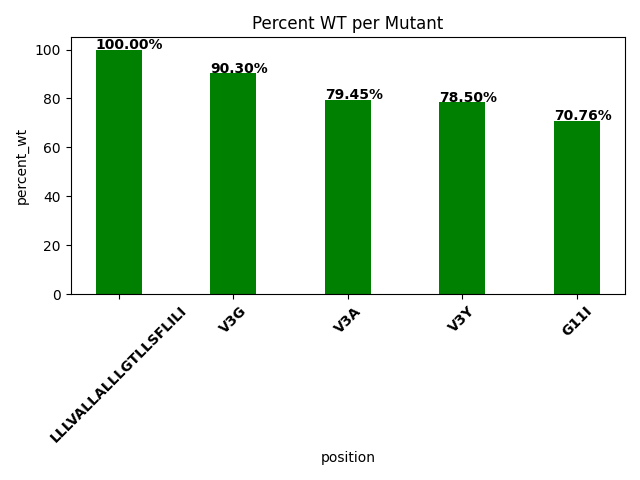 Percent WT per Mutant
percent_wt
100
80
60
40
20
0
100.00%
90.30%
79.45%
78.50%
70.76%
LLLVALLALLLGTLLSFLILI
V3G
V3A
V3Y
G11I
position